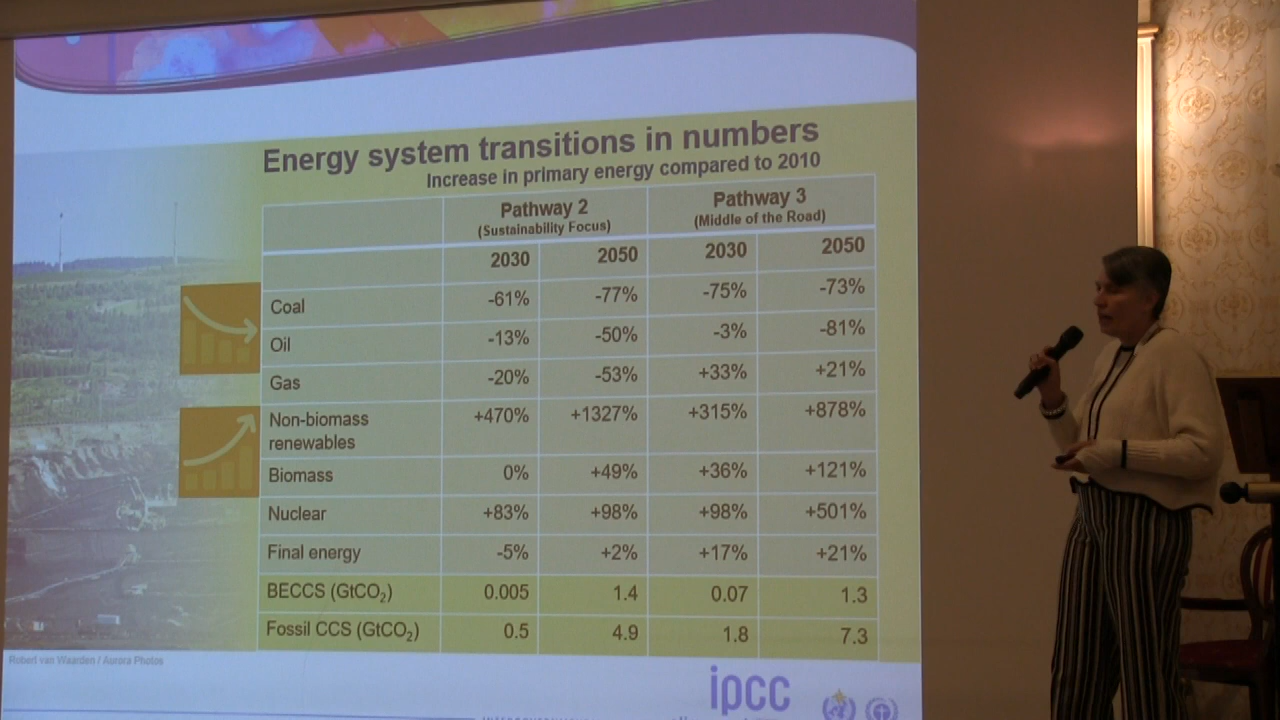 Energy system transitions in numbers
Increase in primary energy compared to 2010
Pathway 2 Pathway 3
(Sustainability Focus) (Middle of the Road)
2030 2050 2030 2050
Coal -61% -77% -75% -73%
Oil -13% -50% -3% -81%
Gas -20% -53% +33% +21%
Non-biomass renewables +470% +1327% +315% +878%
Biomass 0% +49% +36% +121%
Nuclear +83% +98% +98% +501%
Final energy -5% +2% +17% +21%
BECCS (GtCO₂) 0.005 1.4 0.07 1.3
Fossil CCS (GtCO₂) 0.5 4.9 1.8 7.3
Robert van Waarden / Aurora Photos
ipcc